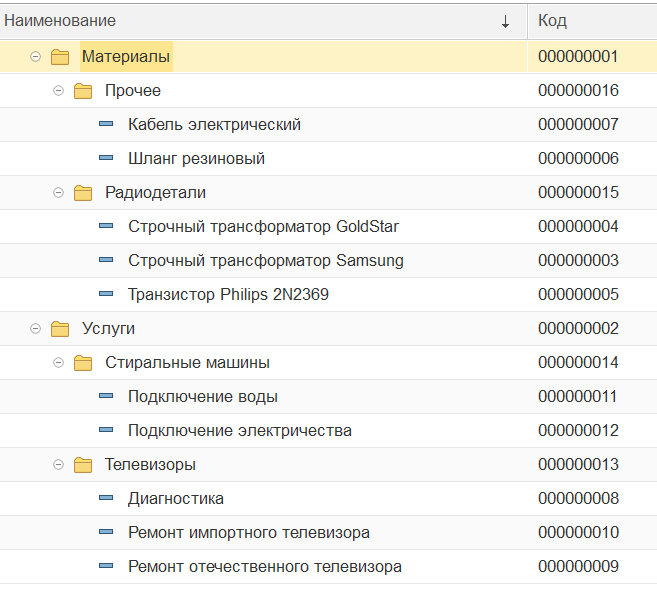 Наименование ↓ Код
Материалы 000000001
Прочее 000000016
Кабель электрический 000000007
Шланг резиновый 000000006
Радиодетали 000000015
Строчный трансформатор GoldStar 000000004
Строчный трансформатор Samsung 000000003
Транзистор Philips 2N2369 000000005
Услуги 000000002
Стиральные машины 000000014
Подключение воды 000000011
Подключение электричества 000000012
Телевизоры 000000013
Диагностика 000000008
Ремонт импортного телевизора 000000010
Ремонт отечественного телевизора 000000009